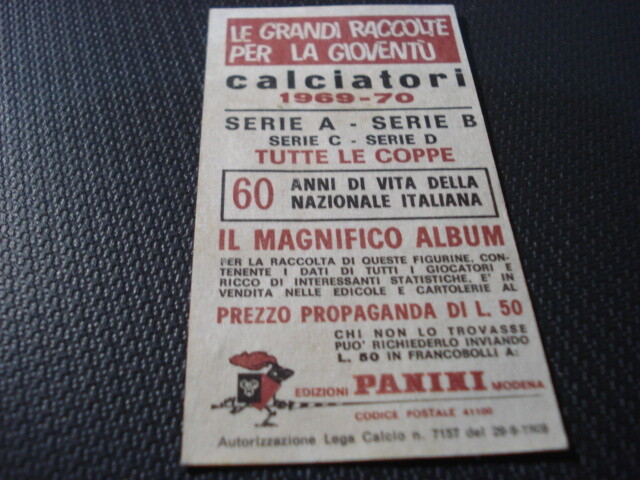 LE GRANDI RACCOLTE
PER LA GIOVENTÙ
calciatori
1969-70
SERIE A - SERIE B
SERIE C - SERIE D
TUTTE LE COPPE
60 ANNI DI VITA DELLA
NAZIONALE ITALIANA
IL MAGNIFICO ALBUM
PER LA RACCOLTA DI QUESTE FIGURINE, CON-
TENENTE I DATI DI TUTTI I GIOCATORI E
RICCO DI INTERESSANTI STATISTICHE, E' IN
VENDITA NELLE EDICOLE E CARTOLERIE AL
PREZZO PROPAGANDA DI L. 50
CHI NON LO TROVASSE
PUO' RICHIEDERLO INVIANDO
L. 50 IN FRANCOBOLLI A:
EDIZIONI PANINI MODENA
CODICE POSTALE 41100
Autorizzazione Lega Calcio n. 7157 del